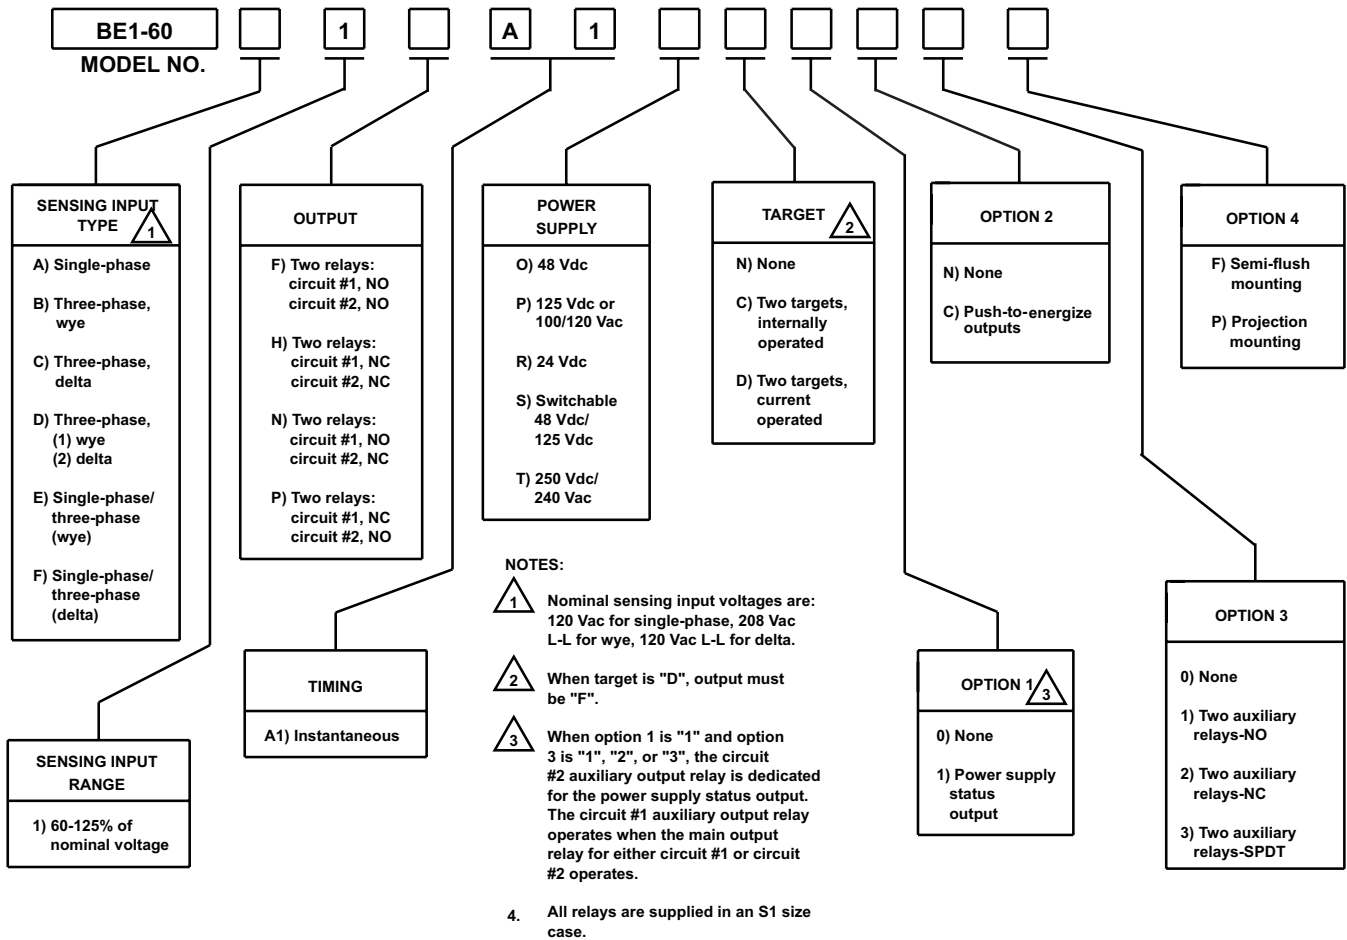 BE1-60
1
A
1
MODEL NO.
SENSING INPUT
TYPE
1
A) Single-phase
B) Three-phase,
wye
C) Three-phase,
delta
D) Three-phase,
(1) wye
(2) delta
E) Single-phase/
three-phase
(wye)
F) Single-phase/
three-phase
(delta)
OUTPUT
F) Two relays:
circuit #1, NO
circuit #2, NO
H) Two relays:
circuit #1, NC
circuit #2, NC
N) Two relays:
circuit #1, NO
circuit #2, NC
P) Two relays:
circuit #1, NC
circuit #2, NO
POWER
SUPPLY
O) 48 Vdc
P) 125 Vdc or
100/120 Vac
R) 24 Vdc
S) Switchable
48 Vdc/
125 Vdc
T) 250 Vdc/
240 Vac
TARGET
2
N) None
C) Two targets,
internally
operated
D) Two targets,
current
operated
OPTION 2
N) None
C) Push-to-energize
outputs
OPTION 4
F) Semi-flush
mounting
P) Projection
mounting
SENSING INPUT
RANGE
1) 60-125% of
nominal voltage
TIMING
A1) Instantaneous
NOTES:
1
Nominal sensing input voltages are:
120 Vac for single-phase, 208 Vac
L-L for wye, 120 Vac L-L for delta.
2
When target is "D", output must
be "F".
3
When option 1 is "1" and option
3 is "1", "2", or "3", the circuit
#2 auxiliary output relay is dedicated
for the power supply status output.
The circuit #1 auxiliary output relay
operates when the main output
relay for either circuit #1 or circuit
#2 operates.
4. All relays are supplied in an S1 size
case.
OPTION 1
3
0) None
1) Power supply
status
output
OPTION 3
0) None
1) Two auxiliary
relays-NO
2) Two auxiliary
relays-NC
3) Two auxiliary
relays-SPDT